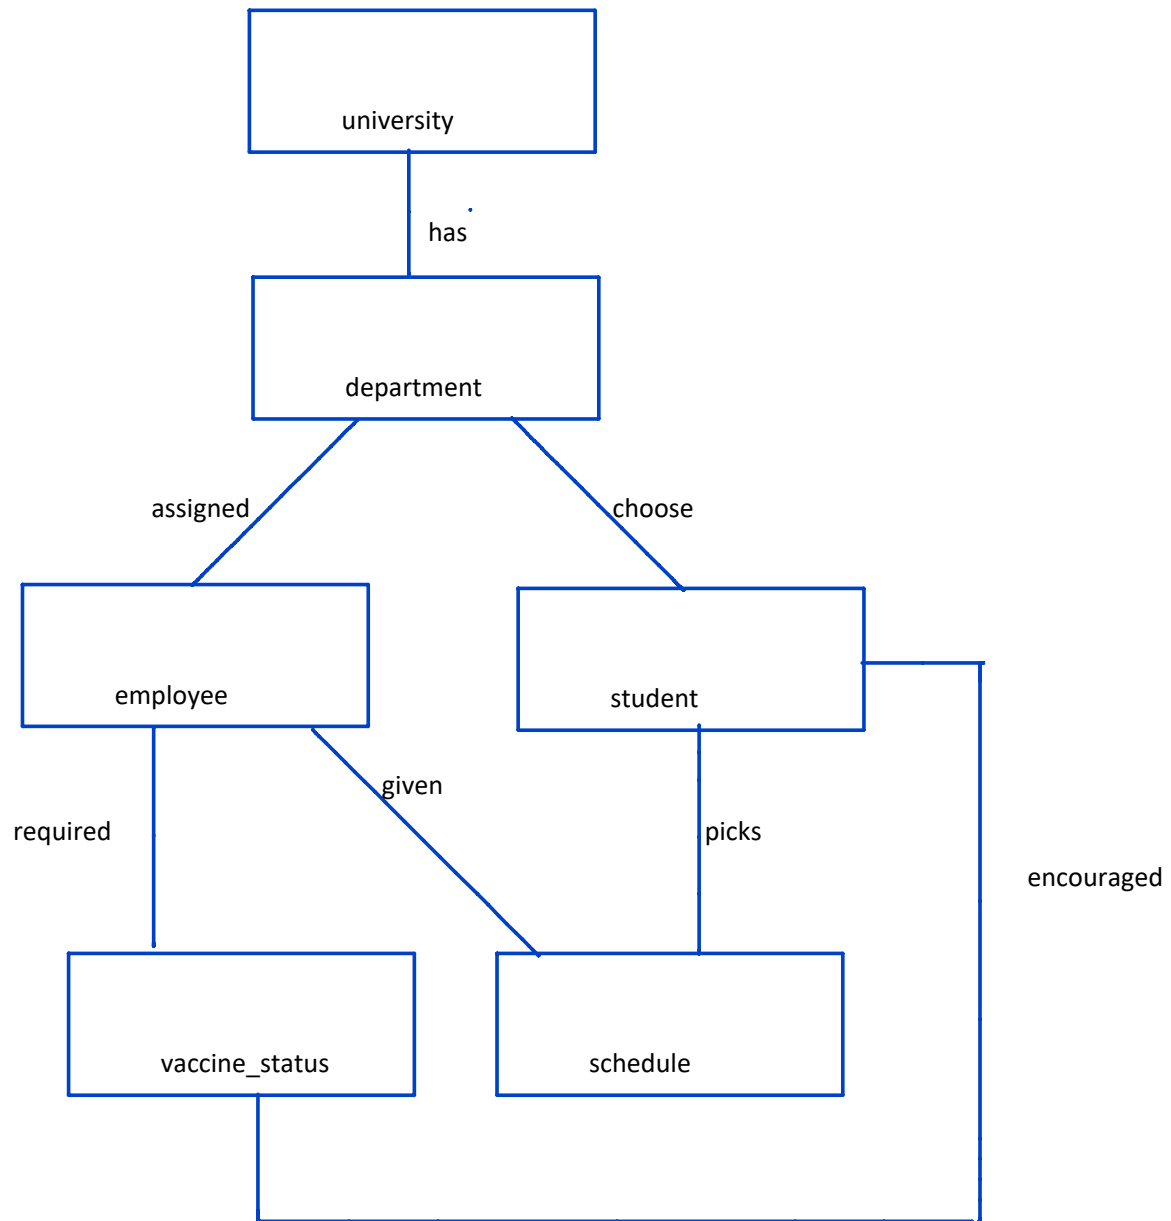 university
has
department
assigned
choose
employee
student
given
required
picks
encouraged
vaccine_status
schedule